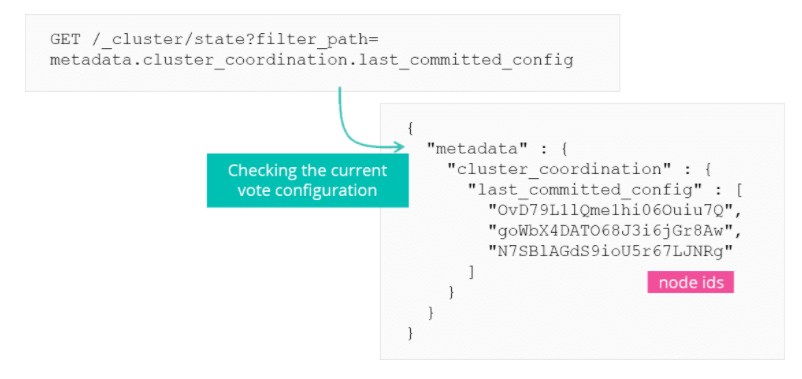 GET /_cluster/state?filter_path=
metadata.cluster_coordination.last_committed_config
Checking the current
vote configuration
{
"metadata" : {
"cluster_coordination" : {
"last_committed_config" : [
"OvD79L1lQme1hi06Ouiu7Q",
"goWbX4DATO68J3i6jGr8Aw",
"N7SBlAGdS9ioU5r67LJNRg"
]
node ids
}
}
}